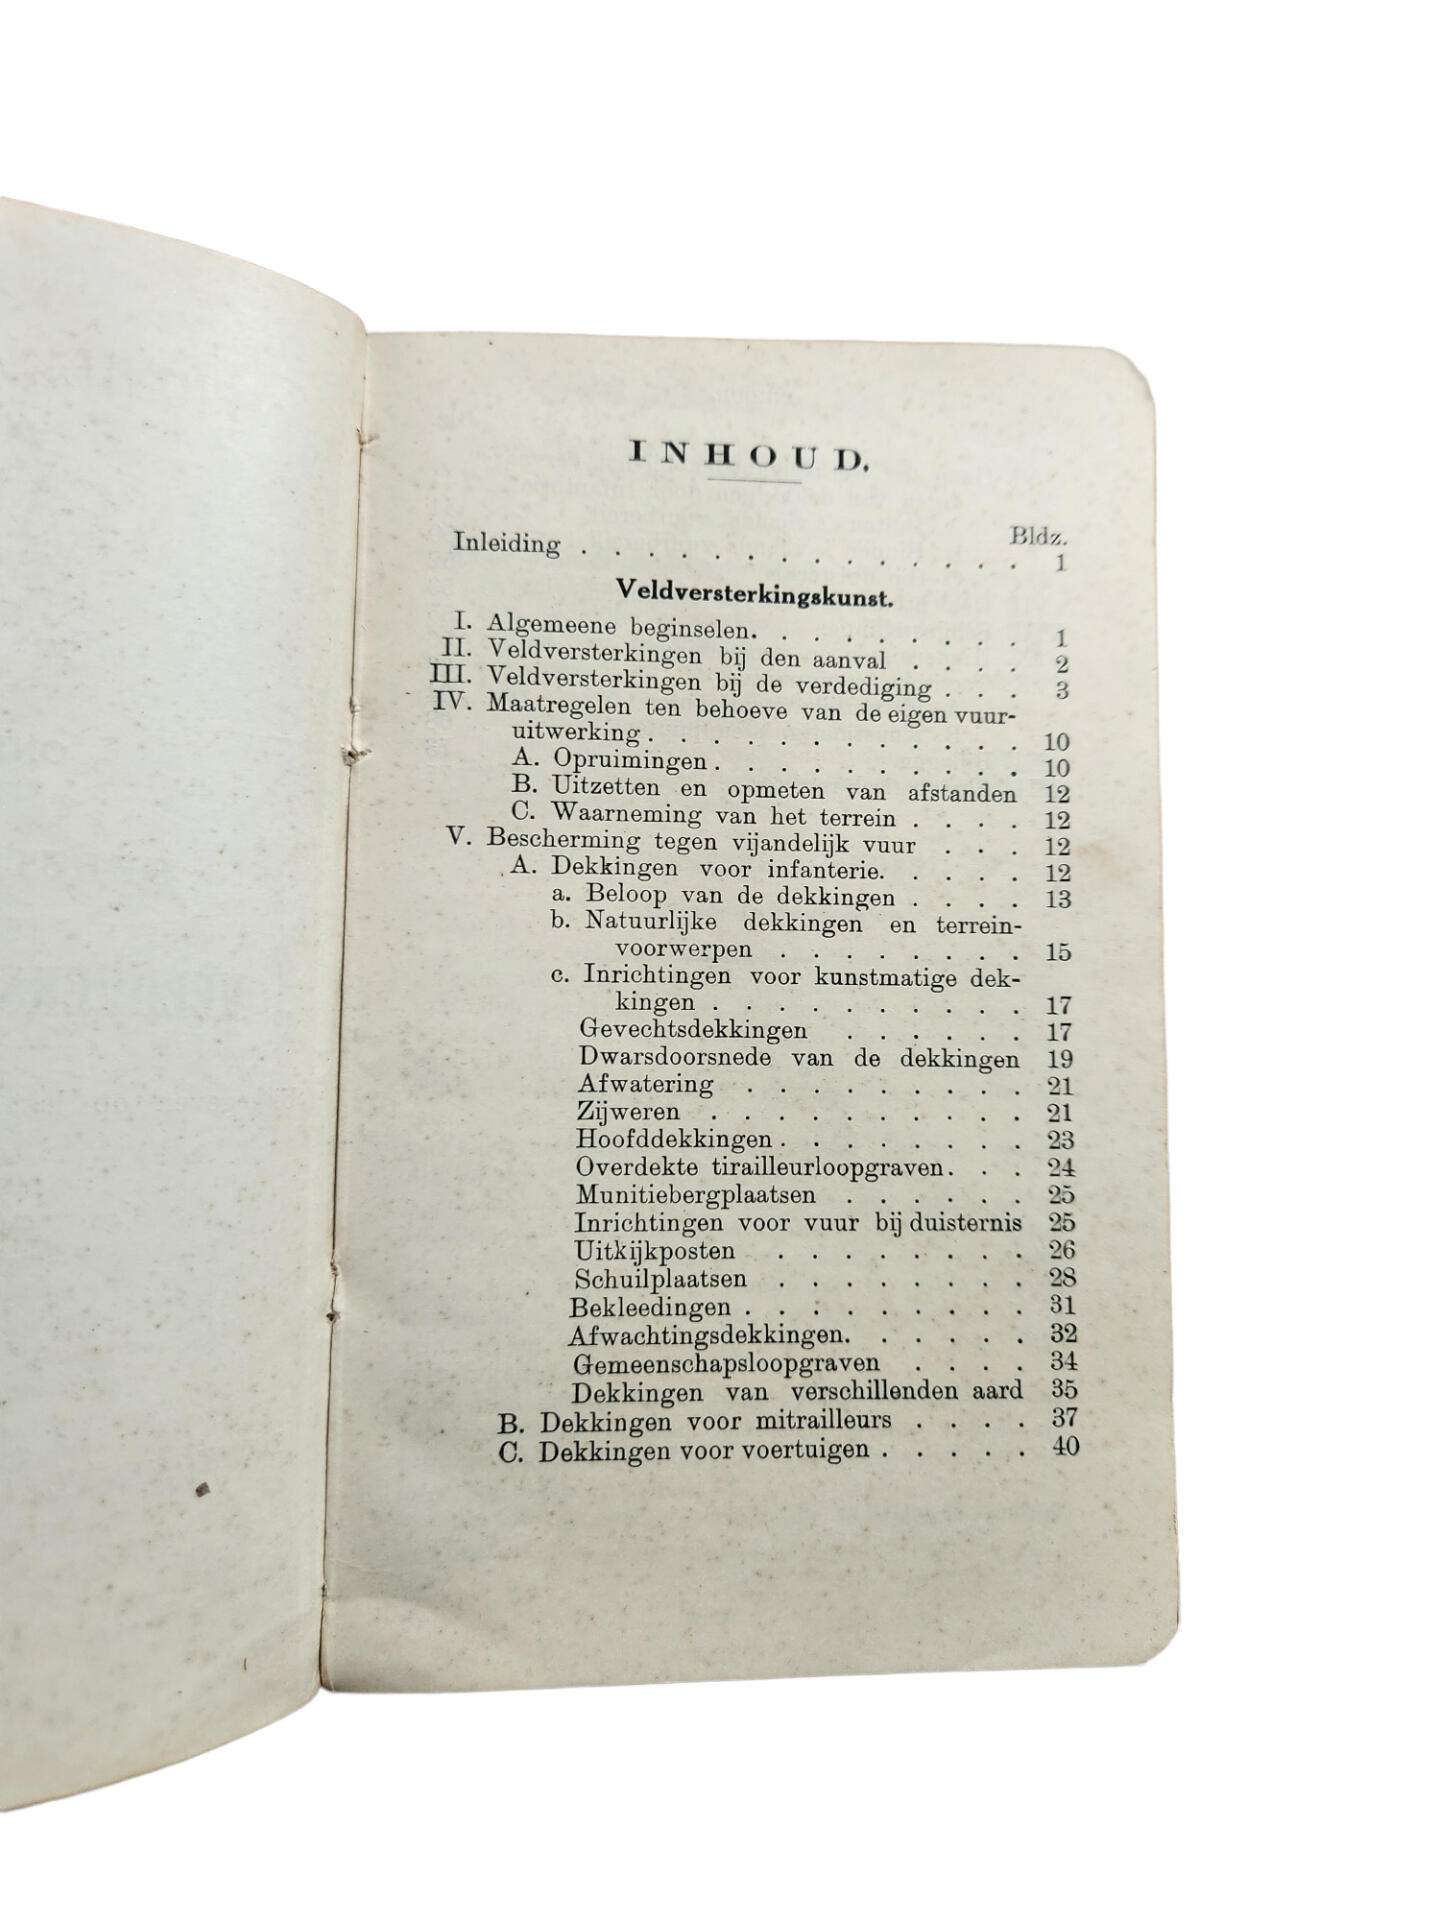 INHOUD.
Bldz.
Inleiding . . . . . . . . . . . . . . 1
Veldversterkingskunst.
I. Algemeene beginselen. . . . . . . . . 1
II. Veldversterkingen bij den aanval . . . . 2
III. Veldversterkingen bij de verdediging . . . 3
IV. Maatregelen ten behoeve van de eigen vuur-
uitwerking . . . . . . . . . . . . 10
A. Opruimingen . . . . . . . . . . 10
B. Uitzetten en opmeten van afstanden 12
C. Waarneming van het terrein . . . . 12
V. Bescherming tegen vijandelijk vuur . . . 12
A. Dekkingen voor infanterie. . . . . 12
a. Beloop van de dekkingen . . . . 13
b. Natuurlijke dekkingen en terrein-
voorwerpen . . . . . . . . 15
c. Inrichtingen voor kunstmatige dek-
kingen . . . . . . . . . . 17
Gevechtsdekkingen . . . . . . 17
Dwarsdoorsnede van de dekkingen 19
Afwatering . . . . . . . . . 21
Zijweren . . . . . . . . . . 21
Hoofddekkingen . . . . . . . . 23
Overdekte tirailleurloopgraven. . . 24
Munitiebergplaatsen . . . . . . 25
Inrichtingen voor vuur bij duisternis 25
Uitkijkposten . . . . . . . . 26
Schuilplaatsen . . . . . . . . 28
Bekleedingen . . . . . . . . . 31
Afwachtingsdekkingen. . . . . . 32
Gemeenschapsloopgraven . . . . 34
Dekkingen van verschillenden aard 35
B. Dekkingen voor mitrailleurs . . . . 37
C. Dekkingen voor voertuigen . . . . . 40